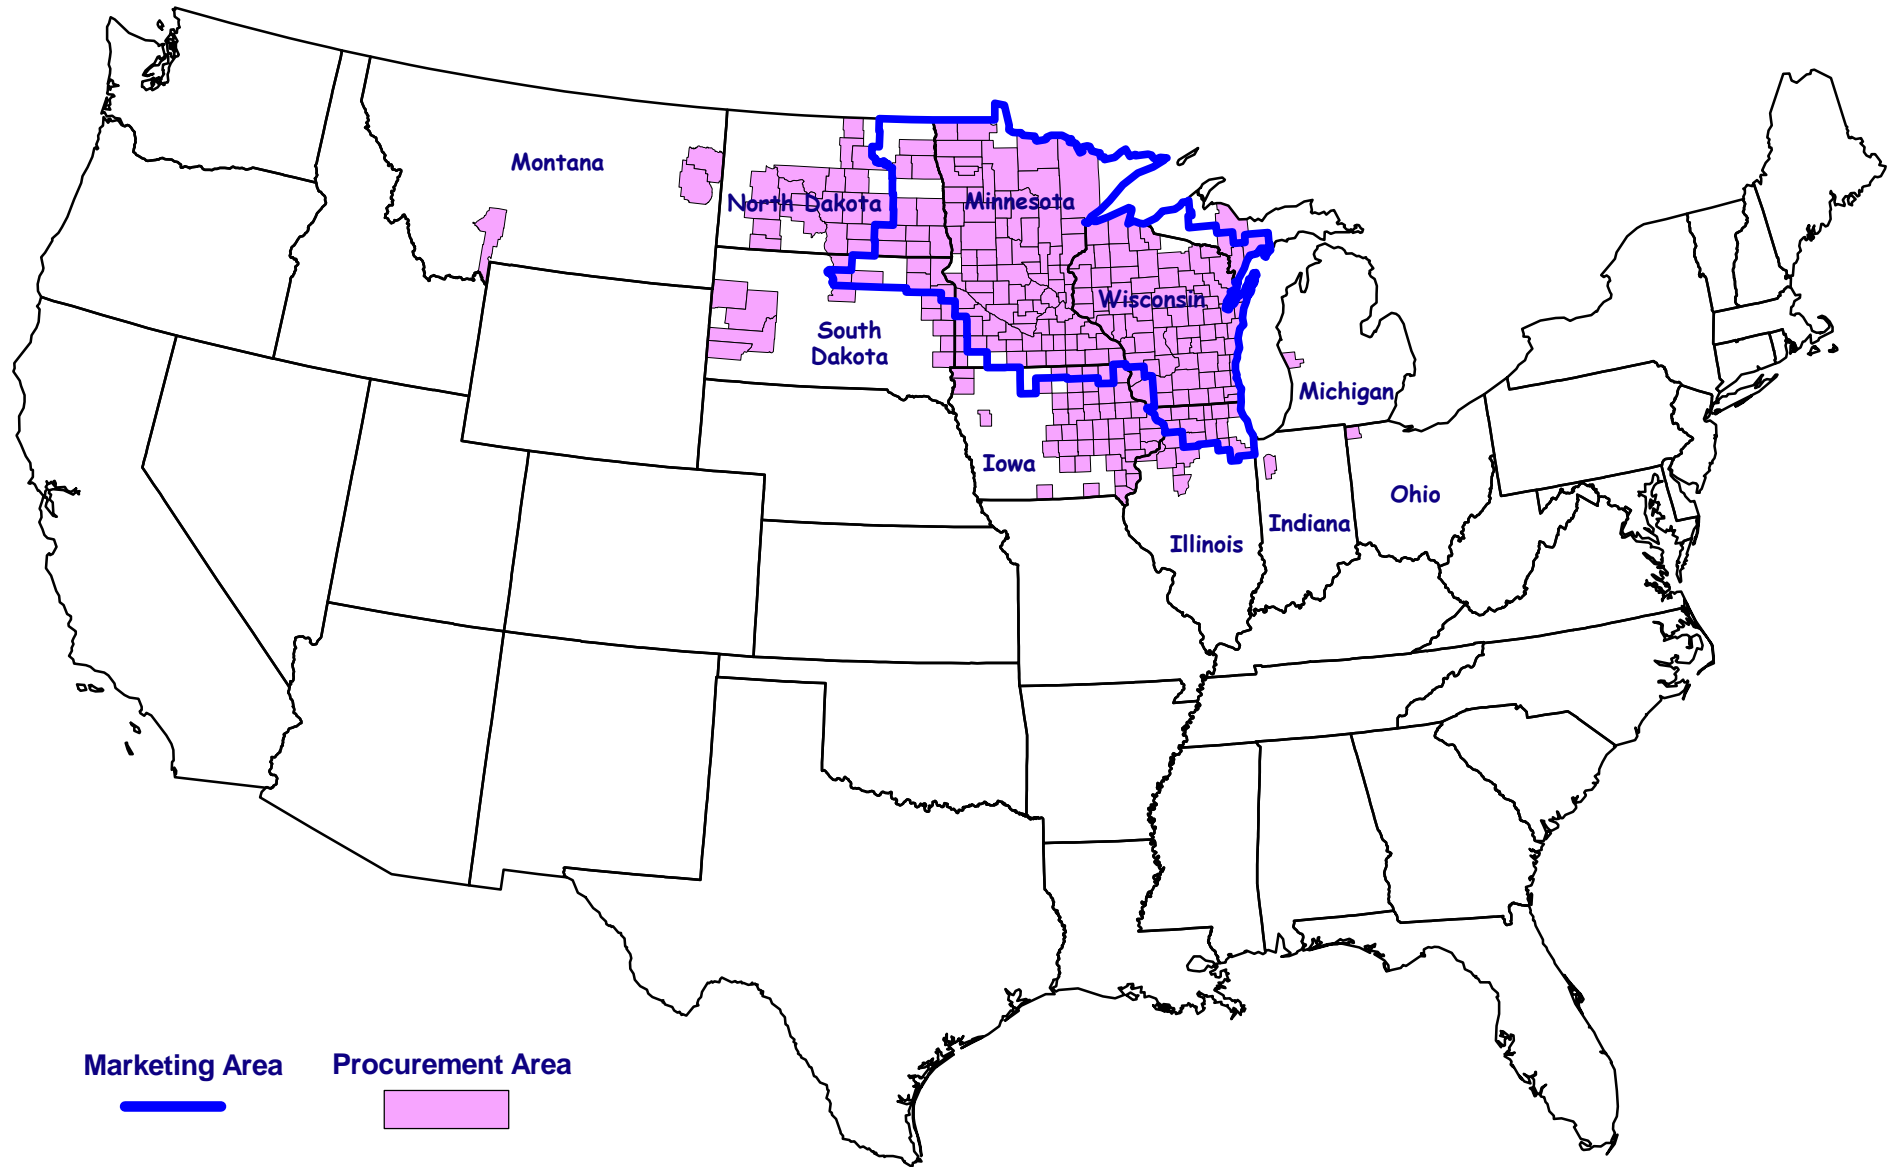 Montana
North Dakota
Minnesota
Wisconsin
South
Dakota
Michigan
Iowa
Ohio
Indiana
Illinois
Marketing Area
Procurement Area